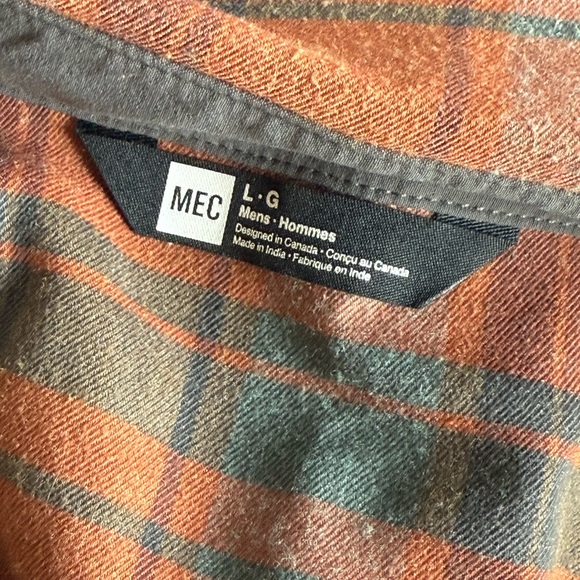 MEC
L·G
Mens·Hommes
Designed in Canada·Conçu au Canada
Made in India·Fabriqué en Inde